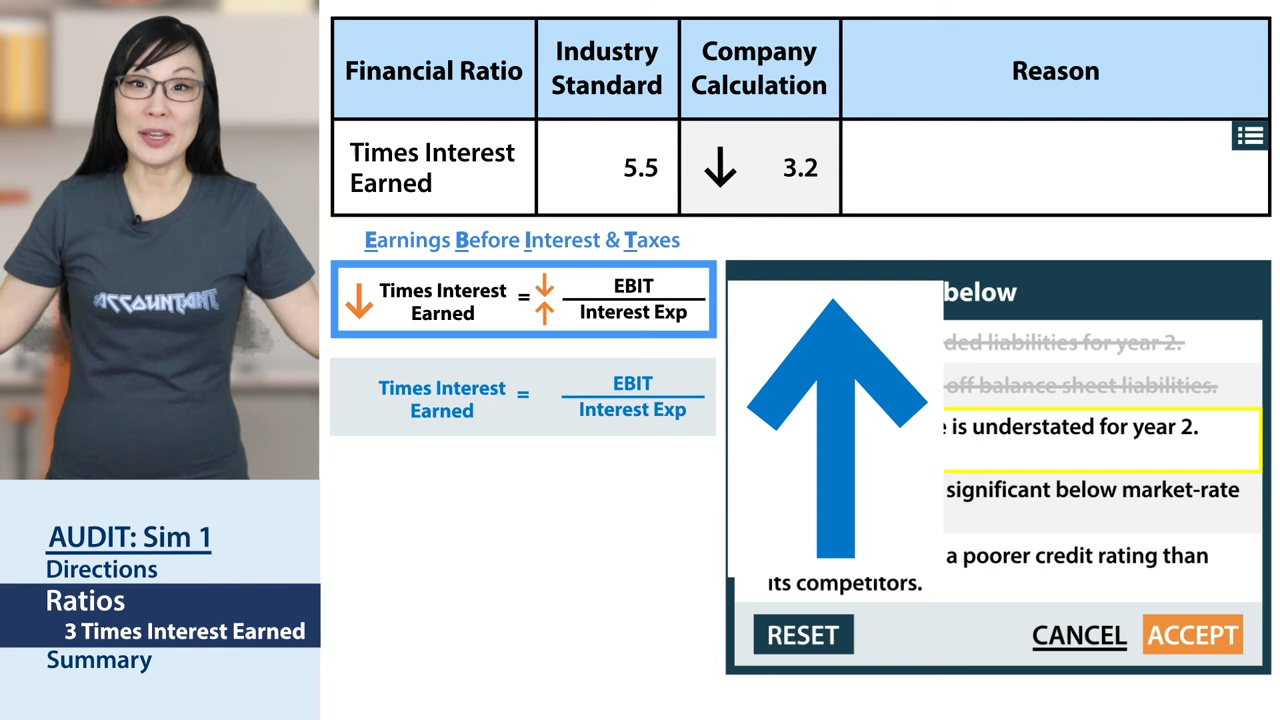 Financial Ratio
Industry Standard
Company Calculation
Reason
Times Interest Earned
5.5
3.2
Earnings Before Interest & Taxes
Times Interest Earned = EBIT / Interest Exp
Times Interest Earned = EBIT / Interest Exp
below
ded liabilities for year 2.
off-balance sheet liabilities.
is understated for year 2.
significant below market-rate
a poorer credit rating than
its competitors.
RESET
CANCEL
ACCEPT
ACCOUNTANT
AUDIT: Sim 1
Directions
Ratios
3 Times Interest Earned
Summary